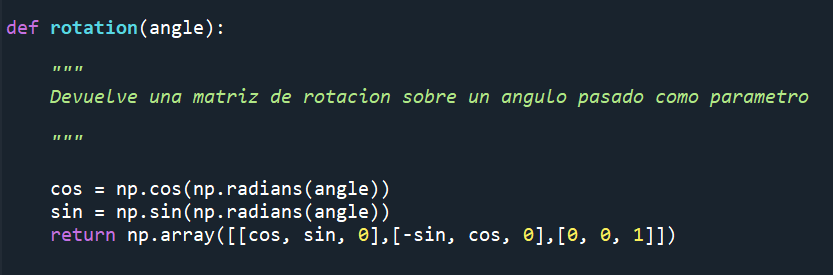 def rotation(angle):
"""
Devuelve una matriz de rotacion sobre un angulo pasado como parametro
"""
cos = np.cos(np.radians(angle))
sin = np.sin(np.radians(angle))
return np.array([[cos, sin, 0],[-sin, cos, 0],[0, 0, 1]])